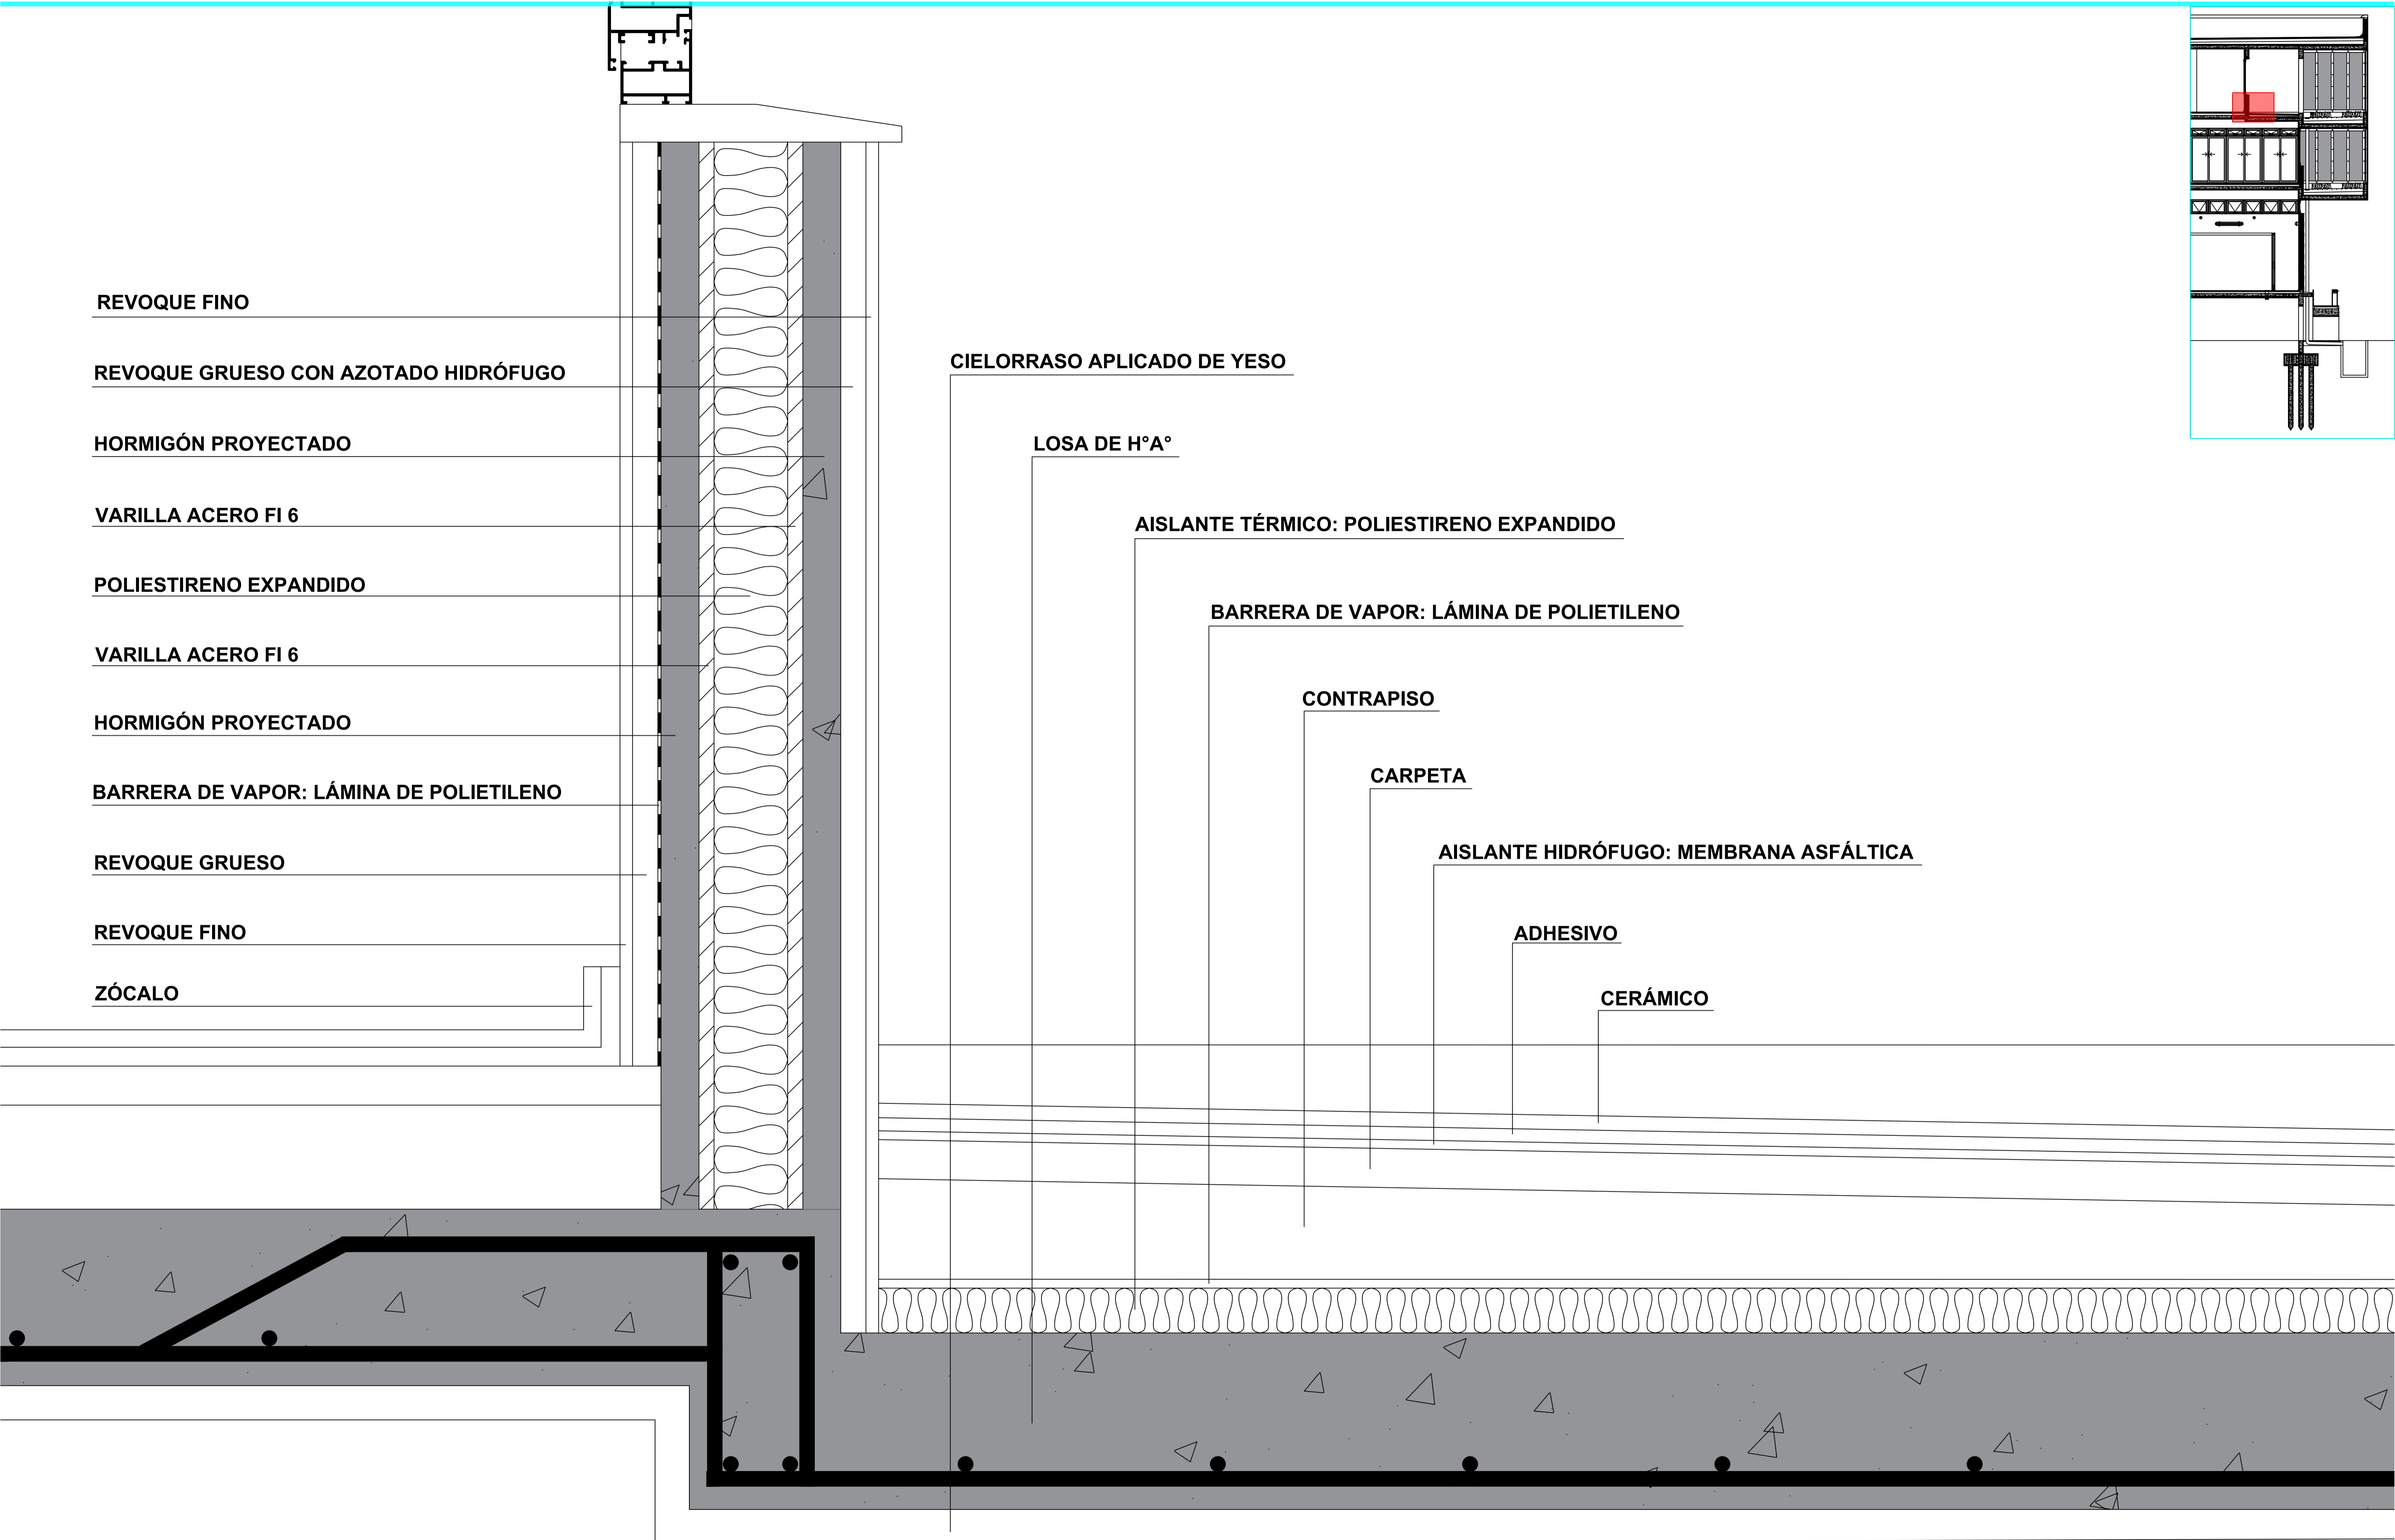 REVOQUE FINO
REVOQUE GRUESO CON AZOTADO HIDRÓFUGO
HORMIGÓN PROYECTADO
VARILLA ACERO FI 6
POLIESTIRENO EXPANDIDO
VARILLA ACERO FI 6
HORMIGÓN PROYECTADO
BARRERA DE VAPOR: LÁMINA DE POLIETILENO
REVOQUE GRUESO
REVOQUE FINO
ZÓCALO
CIELORRASO APLICADO DE YESO
LOSA DE H°A°
AISLANTE TÉRMICO: POLIESTIRENO EXPANDIDO
BARRERA DE VAPOR: LÁMINA DE POLIETILENO
CONTRAPISO
CARPETA
AISLANTE HIDRÓFUGO: MEMBRANA ASFÁLTICA
ADHESIVO
CERÁMICO